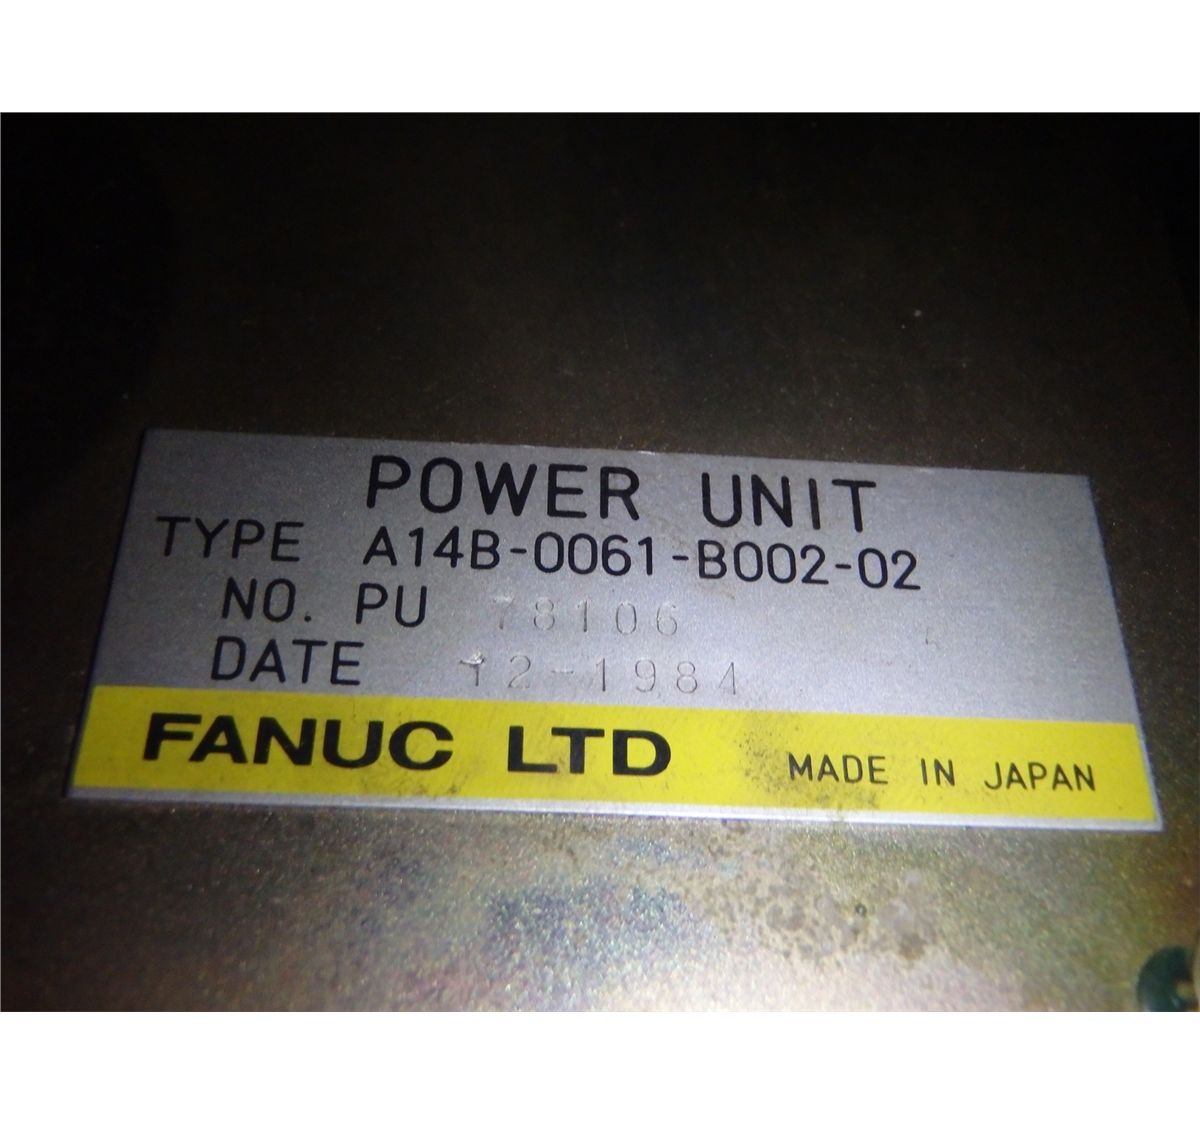 POWER UNIT
TYPE A14B-0061-B002-02
NO. PU 78106
DATE 12-1984
FANUC LTD MADE IN JAPAN